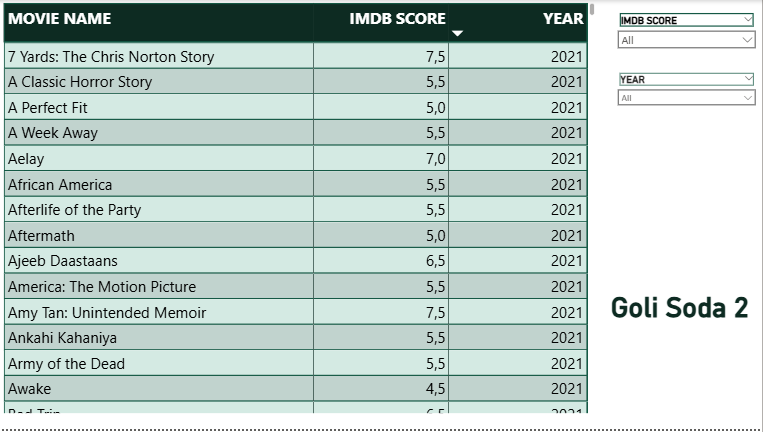 MOVIE NAME IMDB SCORE YEAR
7 Yards: The Chris Norton Story 7,5 2021
A Classic Horror Story 5,5 2021
A Perfect Fit 5,0 2021
A Week Away 5,5 2021
Aelay 7,0 2021
African America 5,5 2021
Afterlife of the Party 5,5 2021
Aftermath 5,0 2021
Ajeeb Daastaans 6,5 2021
America: The Motion Picture 5,5 2021
Amy Tan: Unintended Memoir 7,5 2021
Ankahi Kahaniya 5,5 2021
Army of the Dead 5,5 2021
Awake 4,5 2021
IMDB SCORE
All
YEAR
All
Goli Soda 2